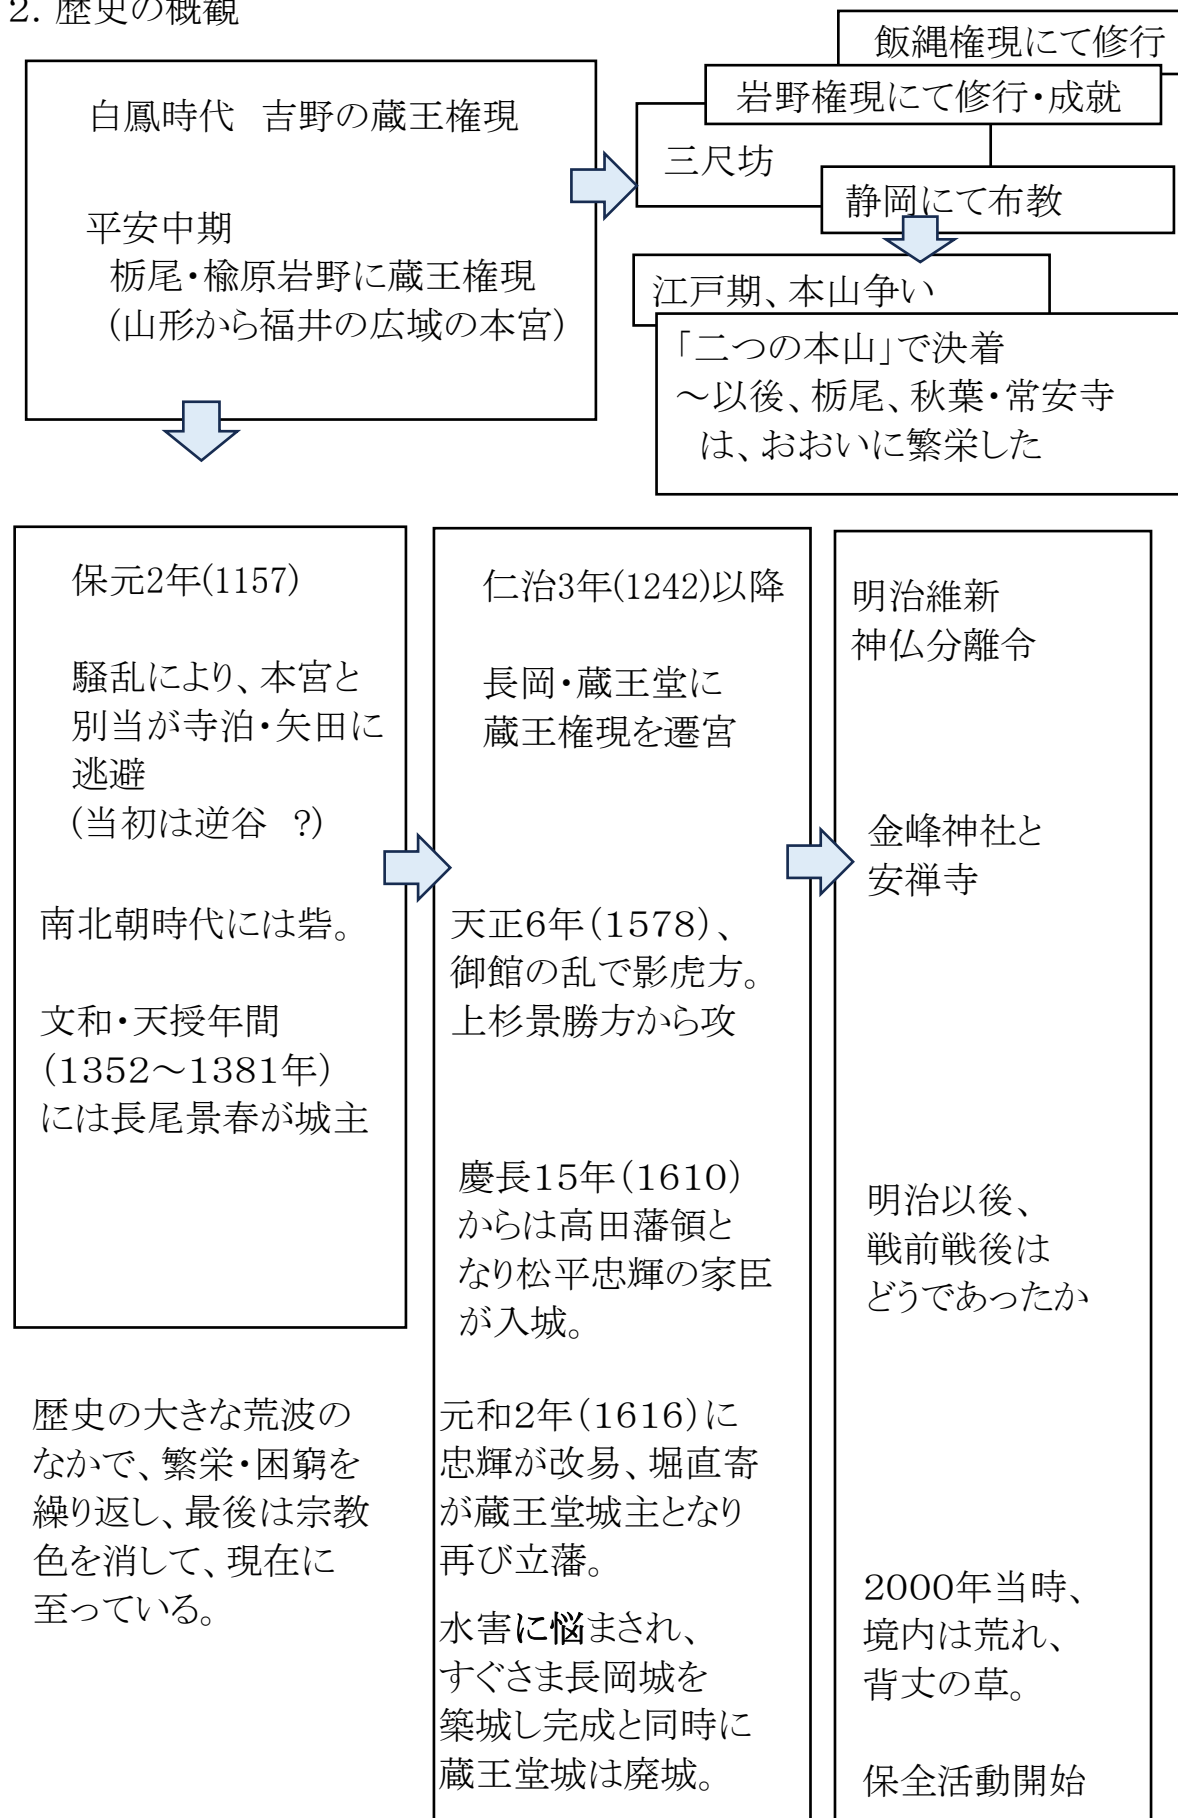 2. 歴史の概観
白鳳時代　吉野の蔵王権現
平安中期
栃尾・楡原岩野に蔵王権現
(山形から福井の広域の本宮)
飯縄権現にて修行
岩野権現にて修行・成就
三尺坊
静岡にて布教
江戸期、本山争い
「二つの本山」で決着
～以後、栃尾、秋葉・常安寺
は、おおいに繁栄した
保元2年(1157)
騒乱により、本宮と
別当が寺泊・矢田に
逃避
(当初は逆谷　?)
南北朝時代には砦。
文和・天授年間
(1352～1381年)
には長尾景春が城主
歴史の大きな荒波の
なかで、繁栄・困窮を
繰り返し、最後は宗教
色を消して、現在に
至っている。
仁治3年(1242)以降
長岡・蔵王堂に
蔵王権現を遷宮
天正6年(1578)、
御館の乱で影虎方。
上杉景勝方から攻
慶長15年(1610)
からは高田藩領と
なり松平忠輝の家臣
が入城。
元和2年(1616)に
忠輝が改易、堀直寄
が蔵王堂城主となり
再び立藩。
水害に悩まされ、
すぐさま長岡城を
築城し完成と同時に
蔵王堂城は廃城。
明治維新
神仏分離令
金峰神社と
安禅寺
明治以後、
戦前戦後は
どうであったか
2000年当時、
境内は荒れ、
背丈の草。
保全活動開始